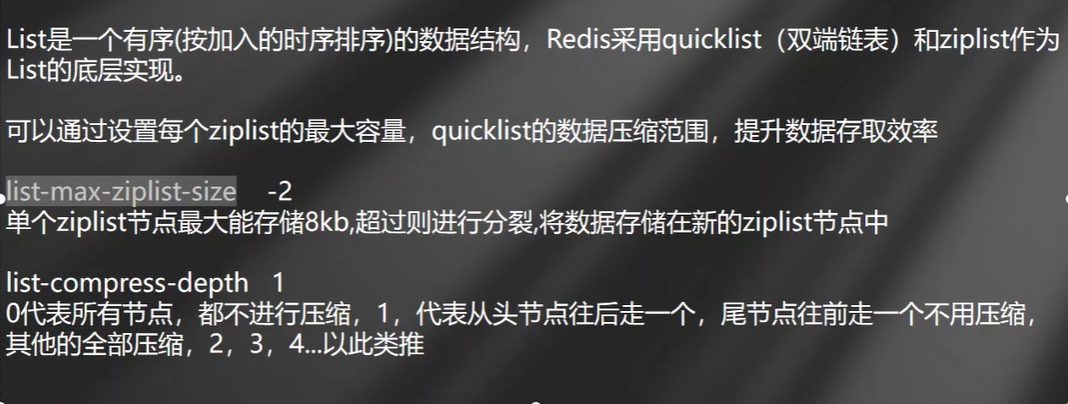 List是一个有序(按加入的时序排序)的数据结构，Redis采用quicklist（双端链表）和ziplist作为
List的底层实现。
可以通过设置每个ziplist的最大容量，quicklist的数据压缩范围，提升数据存取效率
list-max-ziplist-size -2
单个ziplist节点最大能存储8kb,超过则进行分裂,将数据存储在新的ziplist节点中
list-compress-depth 1
0代表所有节点，都不进行压缩，1，代表从头节点往后走一个，尾节点往前走一个不用压缩，
其他的全部压缩，2，3，4...以此类推